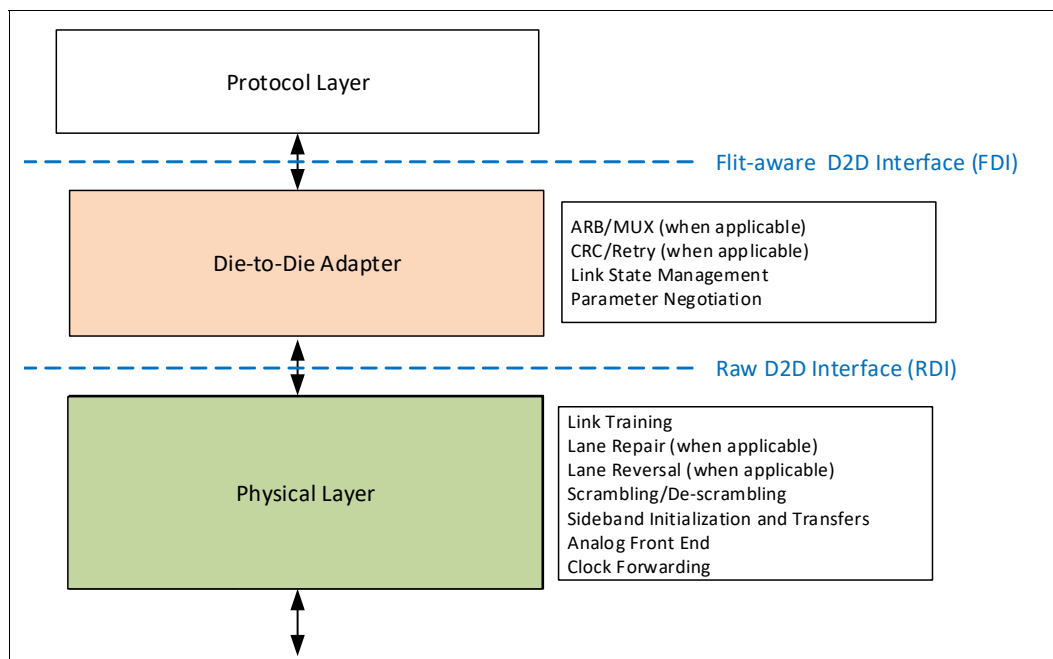 Protocol Layer
Flit-aware D2D Interface (FDI)
Die-to-Die Adapter
ARB/MUX (when applicable)
CRC/Retry (when applicable)
Link State Management
Parameter Negotiation
Raw D2D Interface (RDI)
Physical Layer
Link Training
Lane Repair (when applicable)
Lane Reversal (when applicable)
Scrambling/De-scrambling
Sideband Initialization and Transfers
Analog Front End
Clock Forwarding